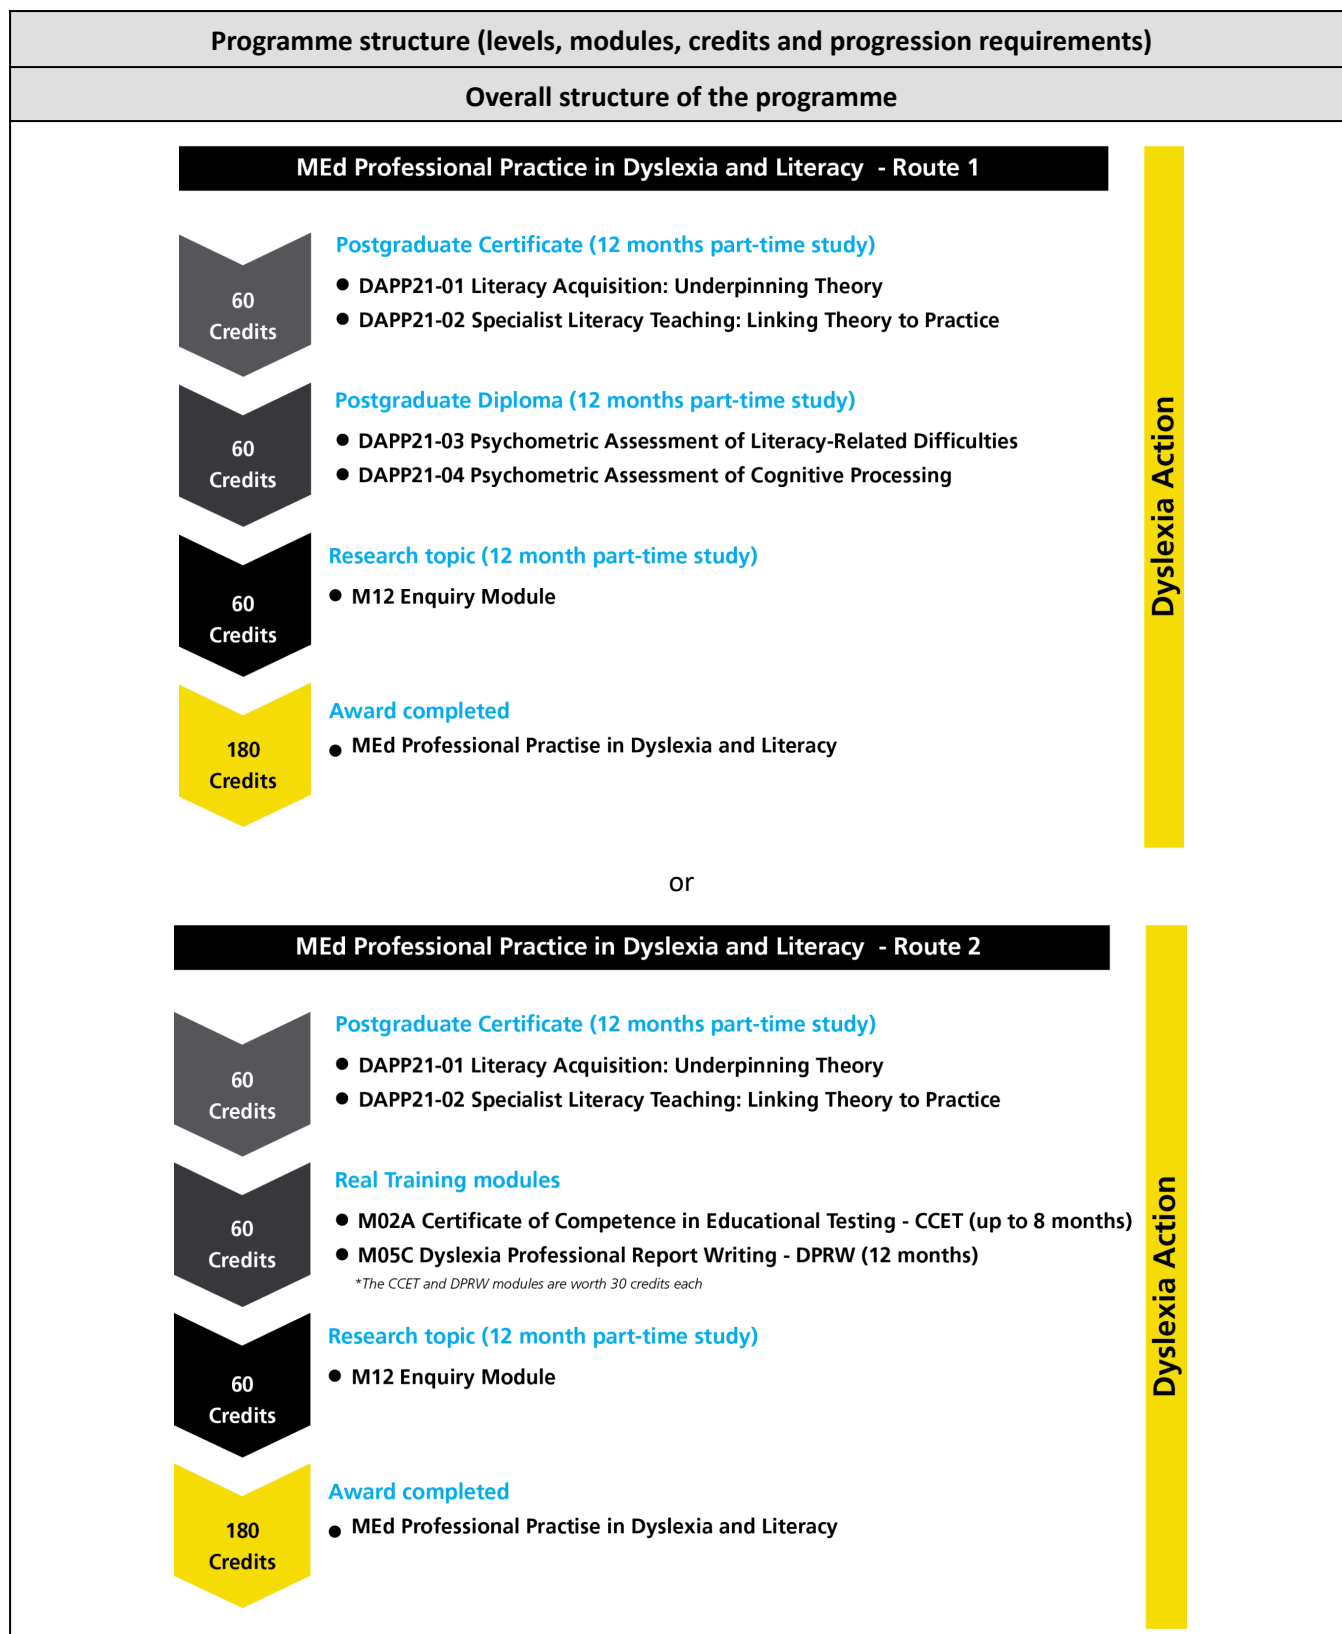 Programme structure (levels, modules, credits and progression requirements)
Overall structure of the programme
MEd Professional Practice in Dyslexia and Literacy - Route 1
Postgraduate Certificate (12 months part-time study)
60
Credits
● DAPP21-01 Literacy Acquisition: Underpinning Theory
● DAPP21-02 Specialist Literacy Teaching: Linking Theory to Practice
Postgraduate Diploma (12 months part-time study)
60
Credits
● DAPP21-03 Psychometric Assessment of Literacy-Related Difficulties
● DAPP21-04 Psychometric Assessment of Cognitive Processing
Research topic (12 month part-time study)
60
Credits
● M12 Enquiry Module
Award completed
180
Credits
● MEd Professional Practise in Dyslexia and Literacy
Dyslexia Action
or
MEd Professional Practice in Dyslexia and Literacy - Route 2
Postgraduate Certificate (12 months part-time study)
60
Credits
● DAPP21-01 Literacy Acquisition: Underpinning Theory
● DAPP21-02 Specialist Literacy Teaching: Linking Theory to Practice
Real Training modules
60
Credits
● M02A Certificate of Competence in Educational Testing - CCET (up to 8 months)
● M05C Dyslexia Professional Report Writing - DPRW (12 months)
*The CCET and DPRW modules are worth 30 credits each
Research topic (12 month part-time study)
60
Credits
● M12 Enquiry Module
Award completed
180
Credits
● MEd Professional Practise in Dyslexia and Literacy
Dyslexia Action